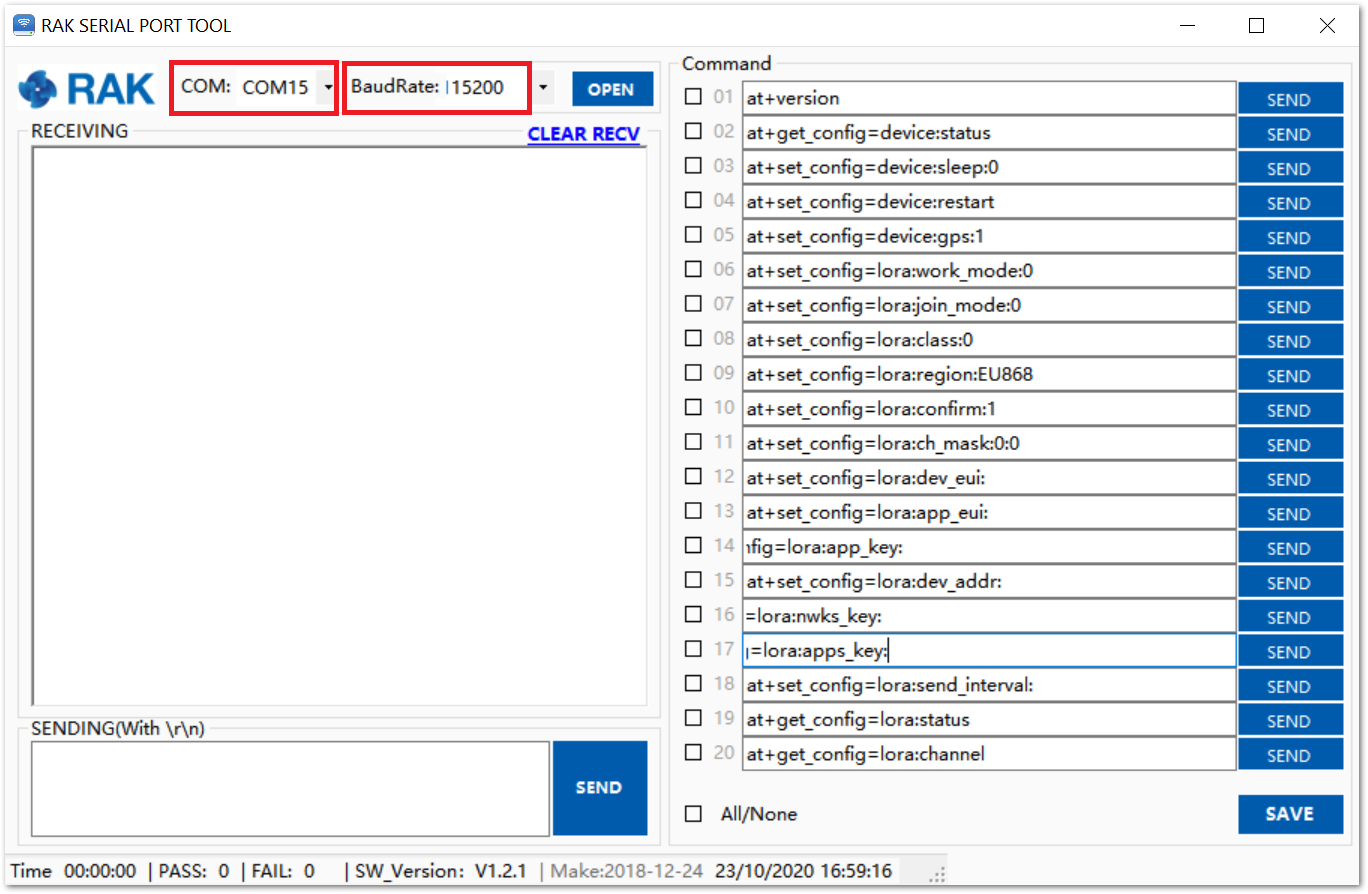 RAK SERIAL PORT TOOL
RAK COM: COM15 BaudRate: 115200 OPEN
RECEIVING CLEAR RECV
SENDING(With \r\n)
SEND
Command
01 at+version SEND
02 at+get_config=device:status SEND
03 at+set_config=device:sleep:0 SEND
04 at+set_config=device:restart SEND
05 at+set_config=device:gps:1 SEND
06 at+set_config=lora:work_mode:0 SEND
07 at+set_config=lora:join_mode:0 SEND
08 at+set_config=lora:class:0 SEND
09 at+set_config=lora:region:EU868 SEND
10 at+set_config=lora:confirm:1 SEND
11 at+set_config=lora:ch_mask:0:0 SEND
12 at+set_config=lora:dev_eui: SEND
13 at+set_config=lora:app_eui: SEND
14 nfig=lora:app_key: SEND
15 at+set_config=lora:dev_addr: SEND
16 =lora:nwks_key: SEND
17 =lora:apps_key: SEND
18 at+set_config=lora:send_interval: SEND
19 at+get_config=lora:status SEND
20 at+get_config=lora:channel SEND
All/None SAVE
Time 00:00:00 | PASS: 0 | FAIL: 0 | SW_Version: V1.2.1 | Make:2018-12-24 23/10/2020 16:59:16